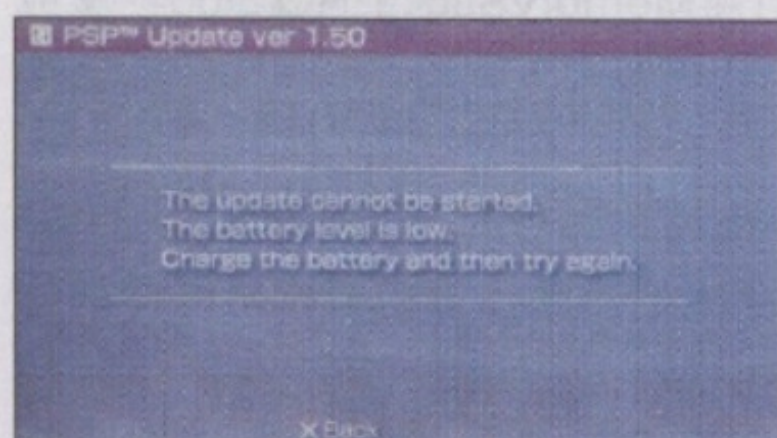 PSP™ Update ver 1.50
The update cannot be started.
The battery level is low.
Charge the battery and then try again.
X Back